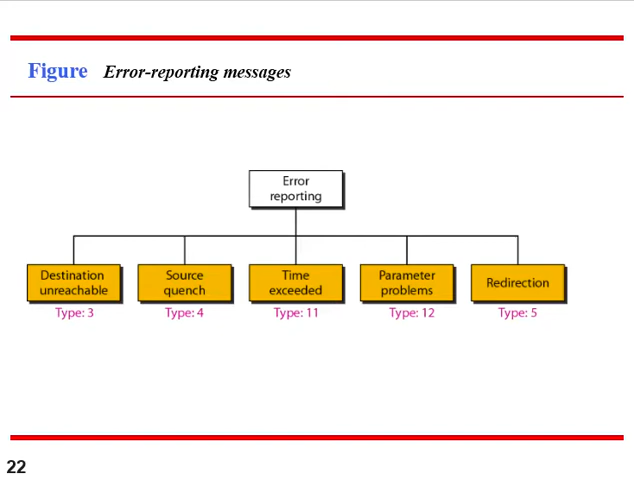 Figure Error-reporting messages
Error
reporting
Destination
unreachable
Source
quench
Time
exceeded
Parameter
problems
Redirection
Type: 3
Type: 4
Type: 11
Type: 12
Type: 5
22